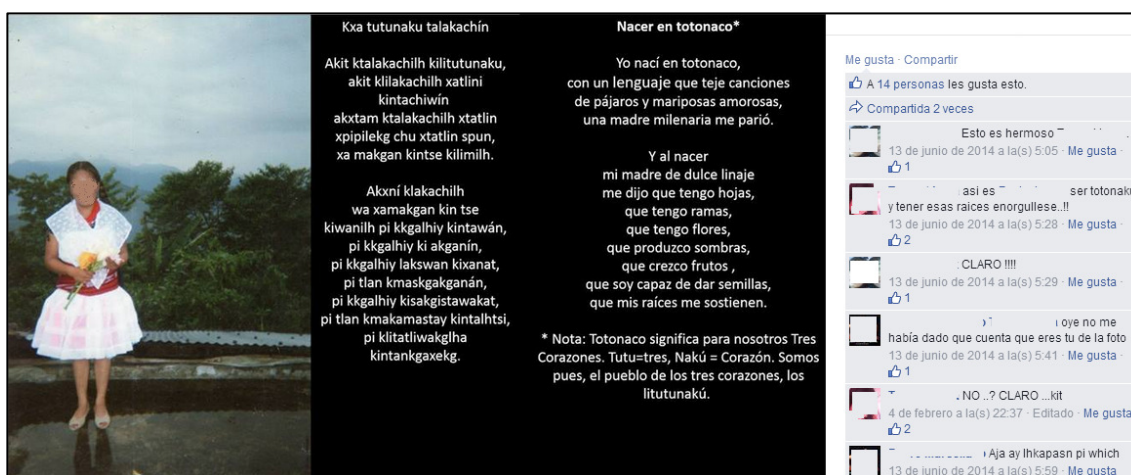 Kxa tutunaku talakachín
Akit ktalakachilh kilitutunaku,
akit klilakachilh xatlini
kintachiwín
akxtam ktalakachilh xtatlin
xpipilekg chu xtatlin spun,
xa makgan kintse kilimilh.
Akxní klakachilh
wa xamakgan kin tse
kiwanilh pi kkgalhiy kintawán,
pi kkgalhiy ki akganín,
pi kkgalhiy lakswan kixanat,
pi tlan kmaskgakganán,
pi kkgalhiy kisakgistawakat,
pi tlan kmakamastay kintalhtsi,
pi klitatliwakglha
kintankgaxekg.
Nacer en totonaco*
Yo nací en totonaco,
con un lenguaje que teje canciones
de pájaros y mariposas amorosas,
una madre milenaria me parió.
Y al nacer
mi madre de dulce linaje
me dijo que tengo hojas,
que tengo ramas,
que tengo flores,
que produzco sombras,
que crezco frutos ,
que soy capaz de dar semillas,
que mis raíces me sostienen.
* Nota: Totonaco significa para nosotros Tres
Corazones. Tutu=tres, Nakú = Corazón. Somos
pues, el pueblo de los tres corazones, los
litutunakú.
Me gusta · Compartir
A 14 personas les gusta esto.
Compartida 2 veces
Esto es hermoso
13 de junio de 2014 a la(s) 5:05 · Me gusta ·
1
asi es ser totonaku
y tener esas raices enorgullese..!!
13 de junio de 2014 a la(s) 5:28 · Me gusta ·
2
CLARO !!!!
13 de junio de 2014 a la(s) 5:29 · Me gusta ·
1
oye no me
había dado que cuenta que eres tu de la foto
13 de junio de 2014 a la(s) 5:41 · Me gusta ·
1
NO ..? CLARO ...kit
4 de febrero a la(s) 22:37 · Editado · Me gusta
2
Aja ay lhkapasn pi which
13 de junio de 2014 a la(s) 5:59 · Me gusta